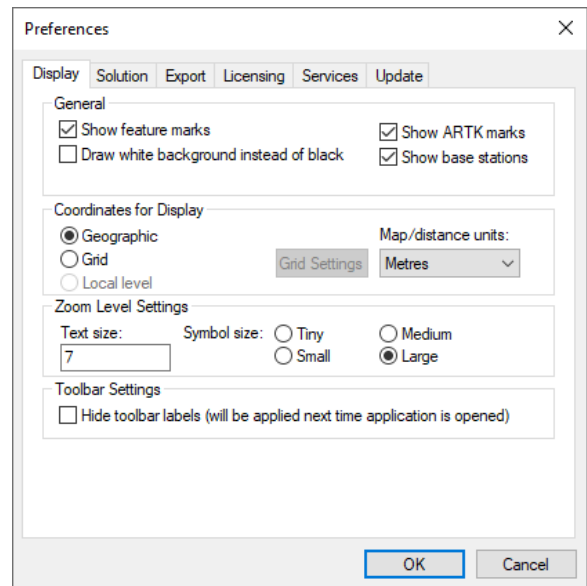 Preferences
Display Solution Export Licensing Services Update
General
Show feature marks Show ARTK marks
Draw white background instead of black Show base stations
Coordinates for Display
Geographic Map/distance units:
Grid Grid Settings Metres
Local level
Zoom Level Settings
Text size: Symbol size: Tiny Medium
7 Small Large
Toolbar Settings
Hide toolbar labels (will be applied next time application is opened)
OK Cancel